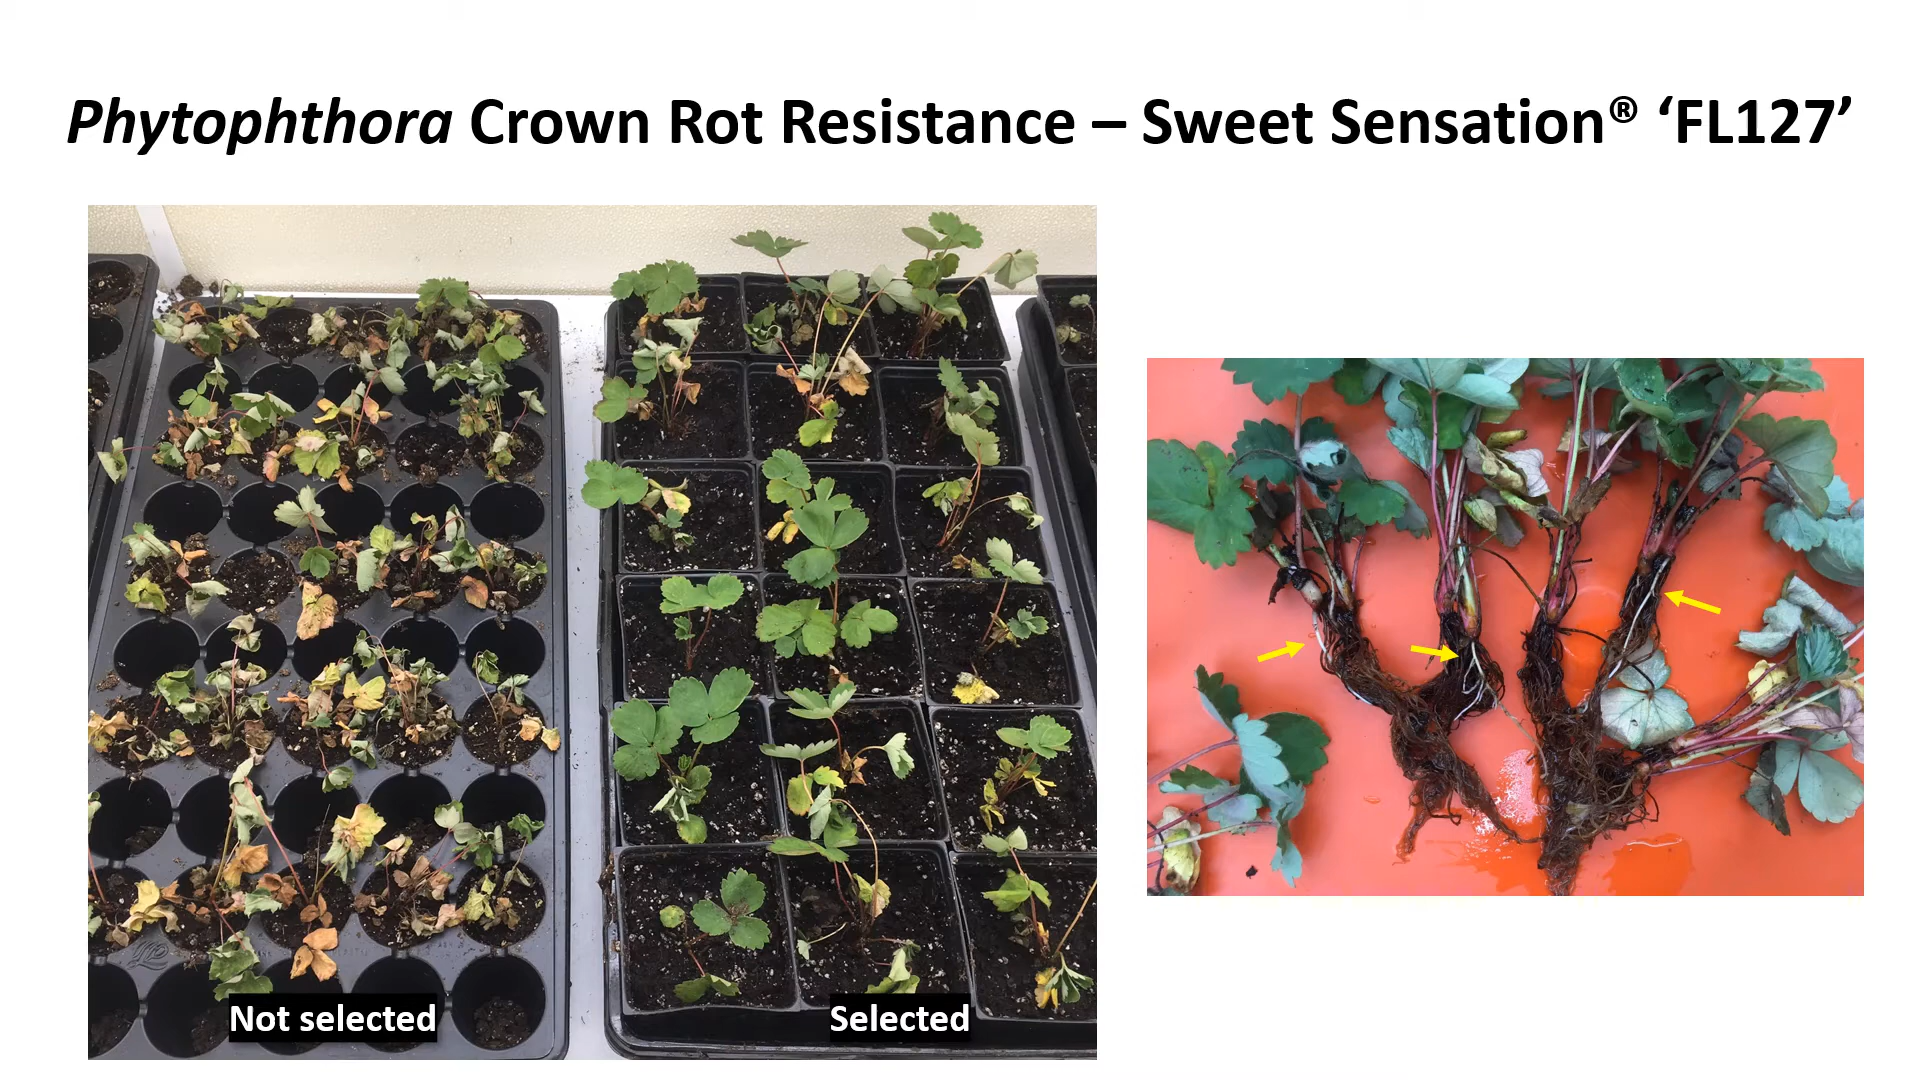 Phytophthora Crown Rot Resistance – Sweet Sensation® ‘FL127’
Not selected
Selected